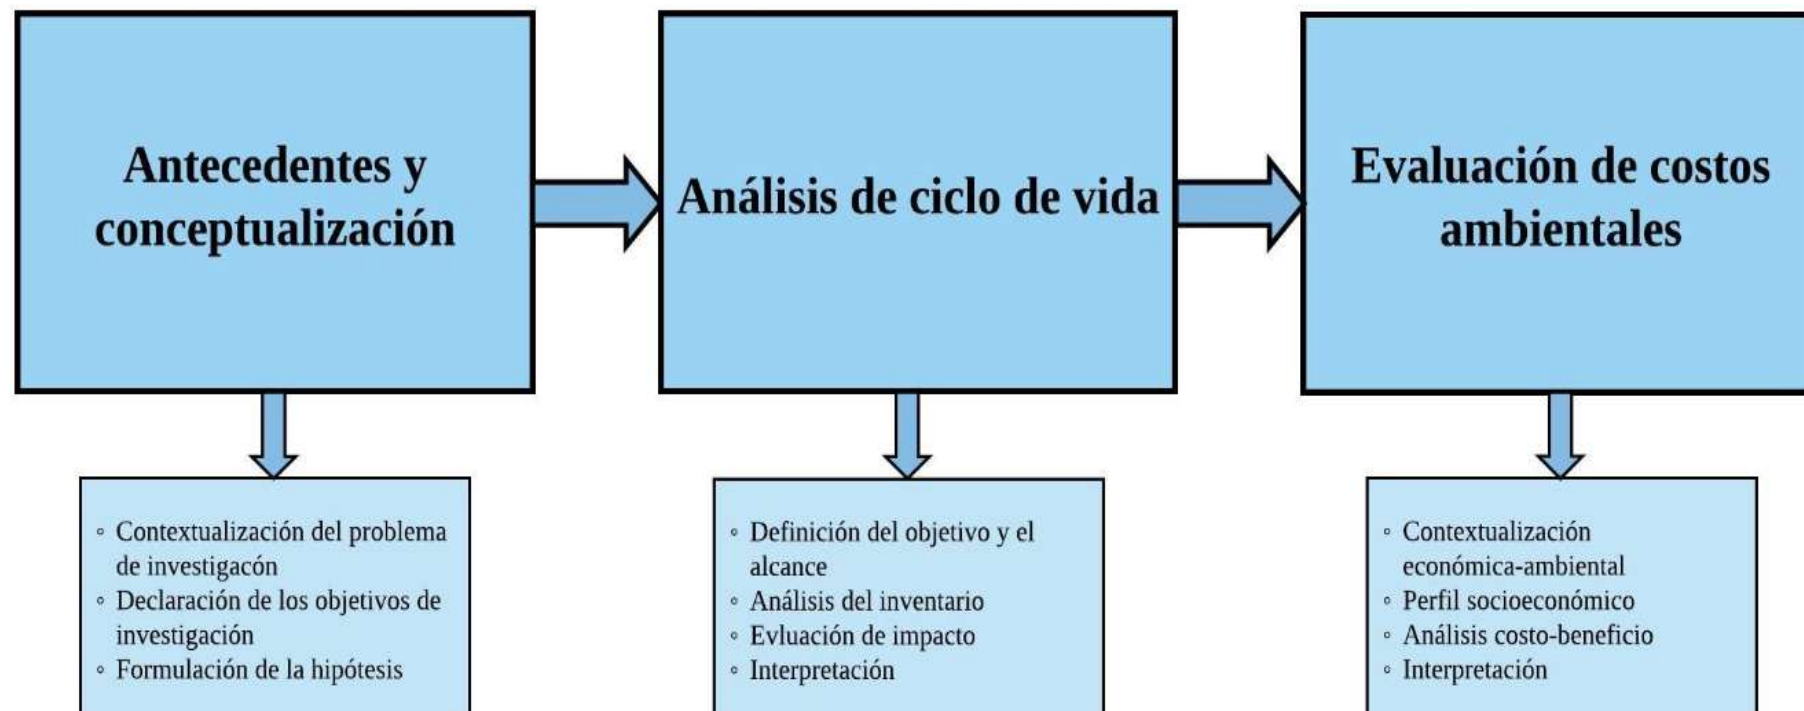 Antecedentes y
conceptualización
Análisis de ciclo de vida
Evaluación de costos
ambientales
◦ Contextualización del problema
de investigacón
◦ Declaración de los objetivos de
investigación
◦ Formulación de la hipótesis
◦ Definición del objetivo y el
alcance
◦ Análisis del inventario
◦ Evluación de impacto
◦ Interpretación
◦ Contextualización
económica-ambiental
◦ Perfil socioeconómico
◦ Análisis costo-beneficio
◦ Interpretación